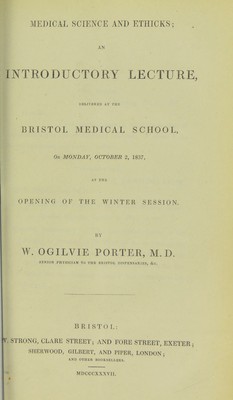 MEDICAL SCIENCE AND ETHICKS;
AN
INTRODUCTORY LECTURE,
DELIVERED AT THE
BRISTOL MEDICAL SCHOOL,
On MONDAY, OCTOBER 2, 1837,
AT THE
OPENING OF THE WINTER SESSION.
BY
W. OGILVIE PORTER, M.D.
SENIOR PHYSICIAN TO THE BRISTOL DISPENSARIES, &c.
BRISTOL:
W. STRONG, CLARE STREET; AND FORE STREET, EXETER;
SHERWOOD, GILBERT, AND PIPER, LONDON;
AND OTHER BOOKSELLERS.
MDCCCXXXVII.